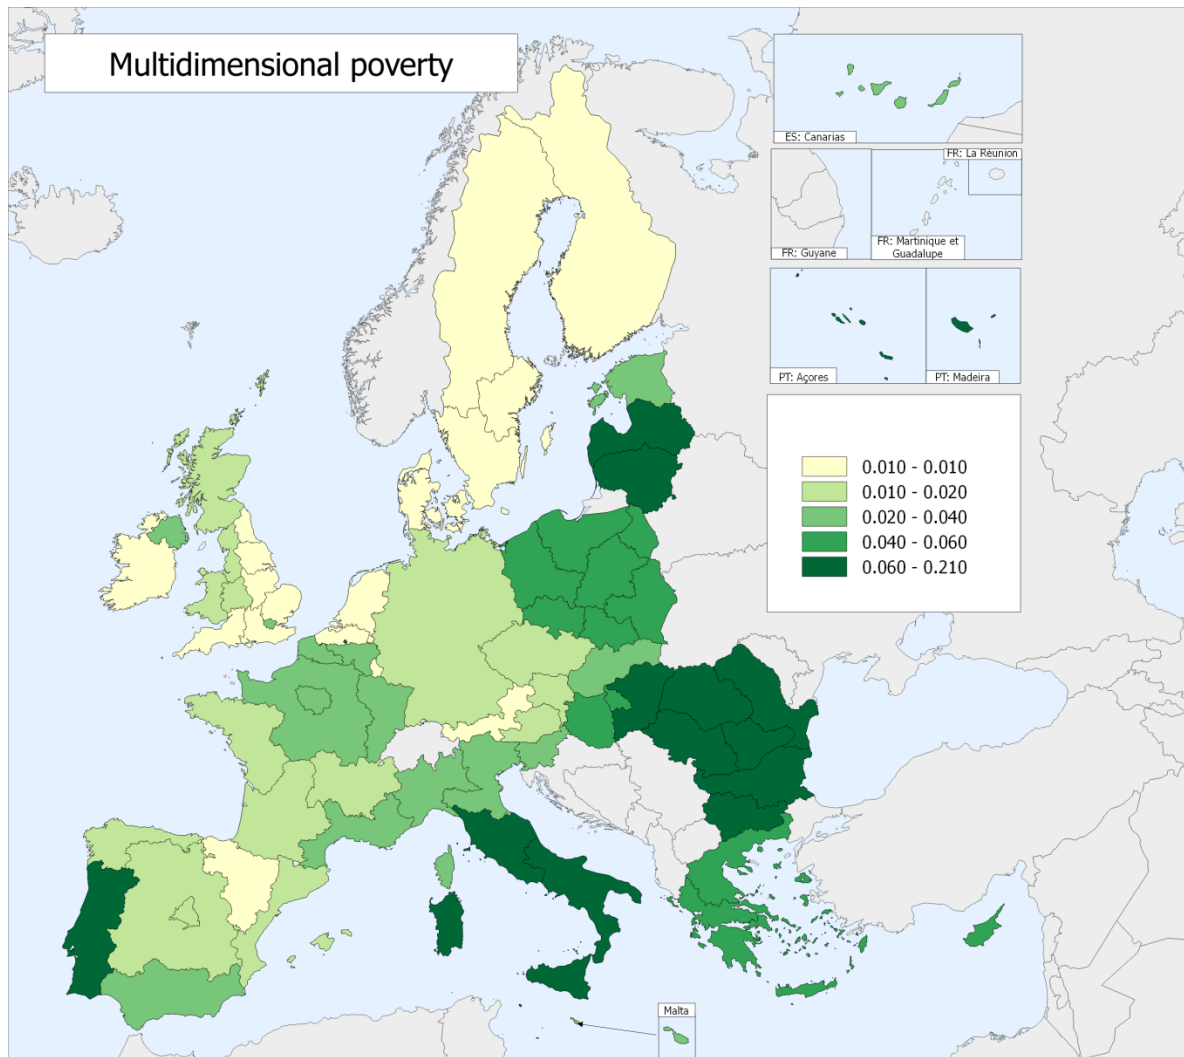 Multidimensional poverty
ES: Canarias
FR: La Réunion
FR: Guyane
FR: Martinique et
Guadalupe
PT: Açores
PT: Madeira
0.010 - 0.010
0.010 - 0.020
0.020 - 0.040
0.040 - 0.060
0.060 - 0.210
Malta